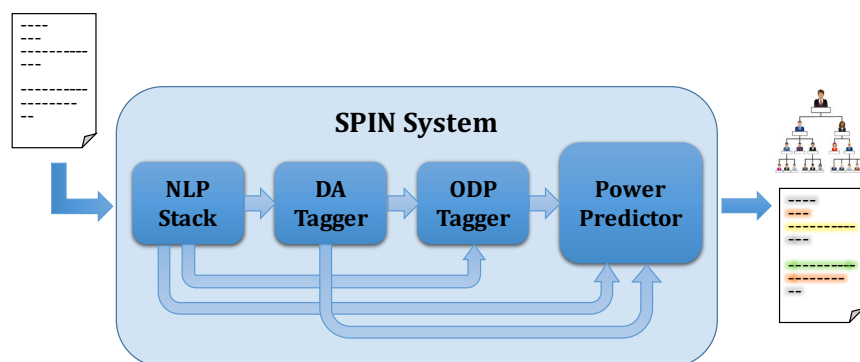 SPIN System
NLP
Stack
DA
Tagger
ODP
Tagger
Power
Predictor